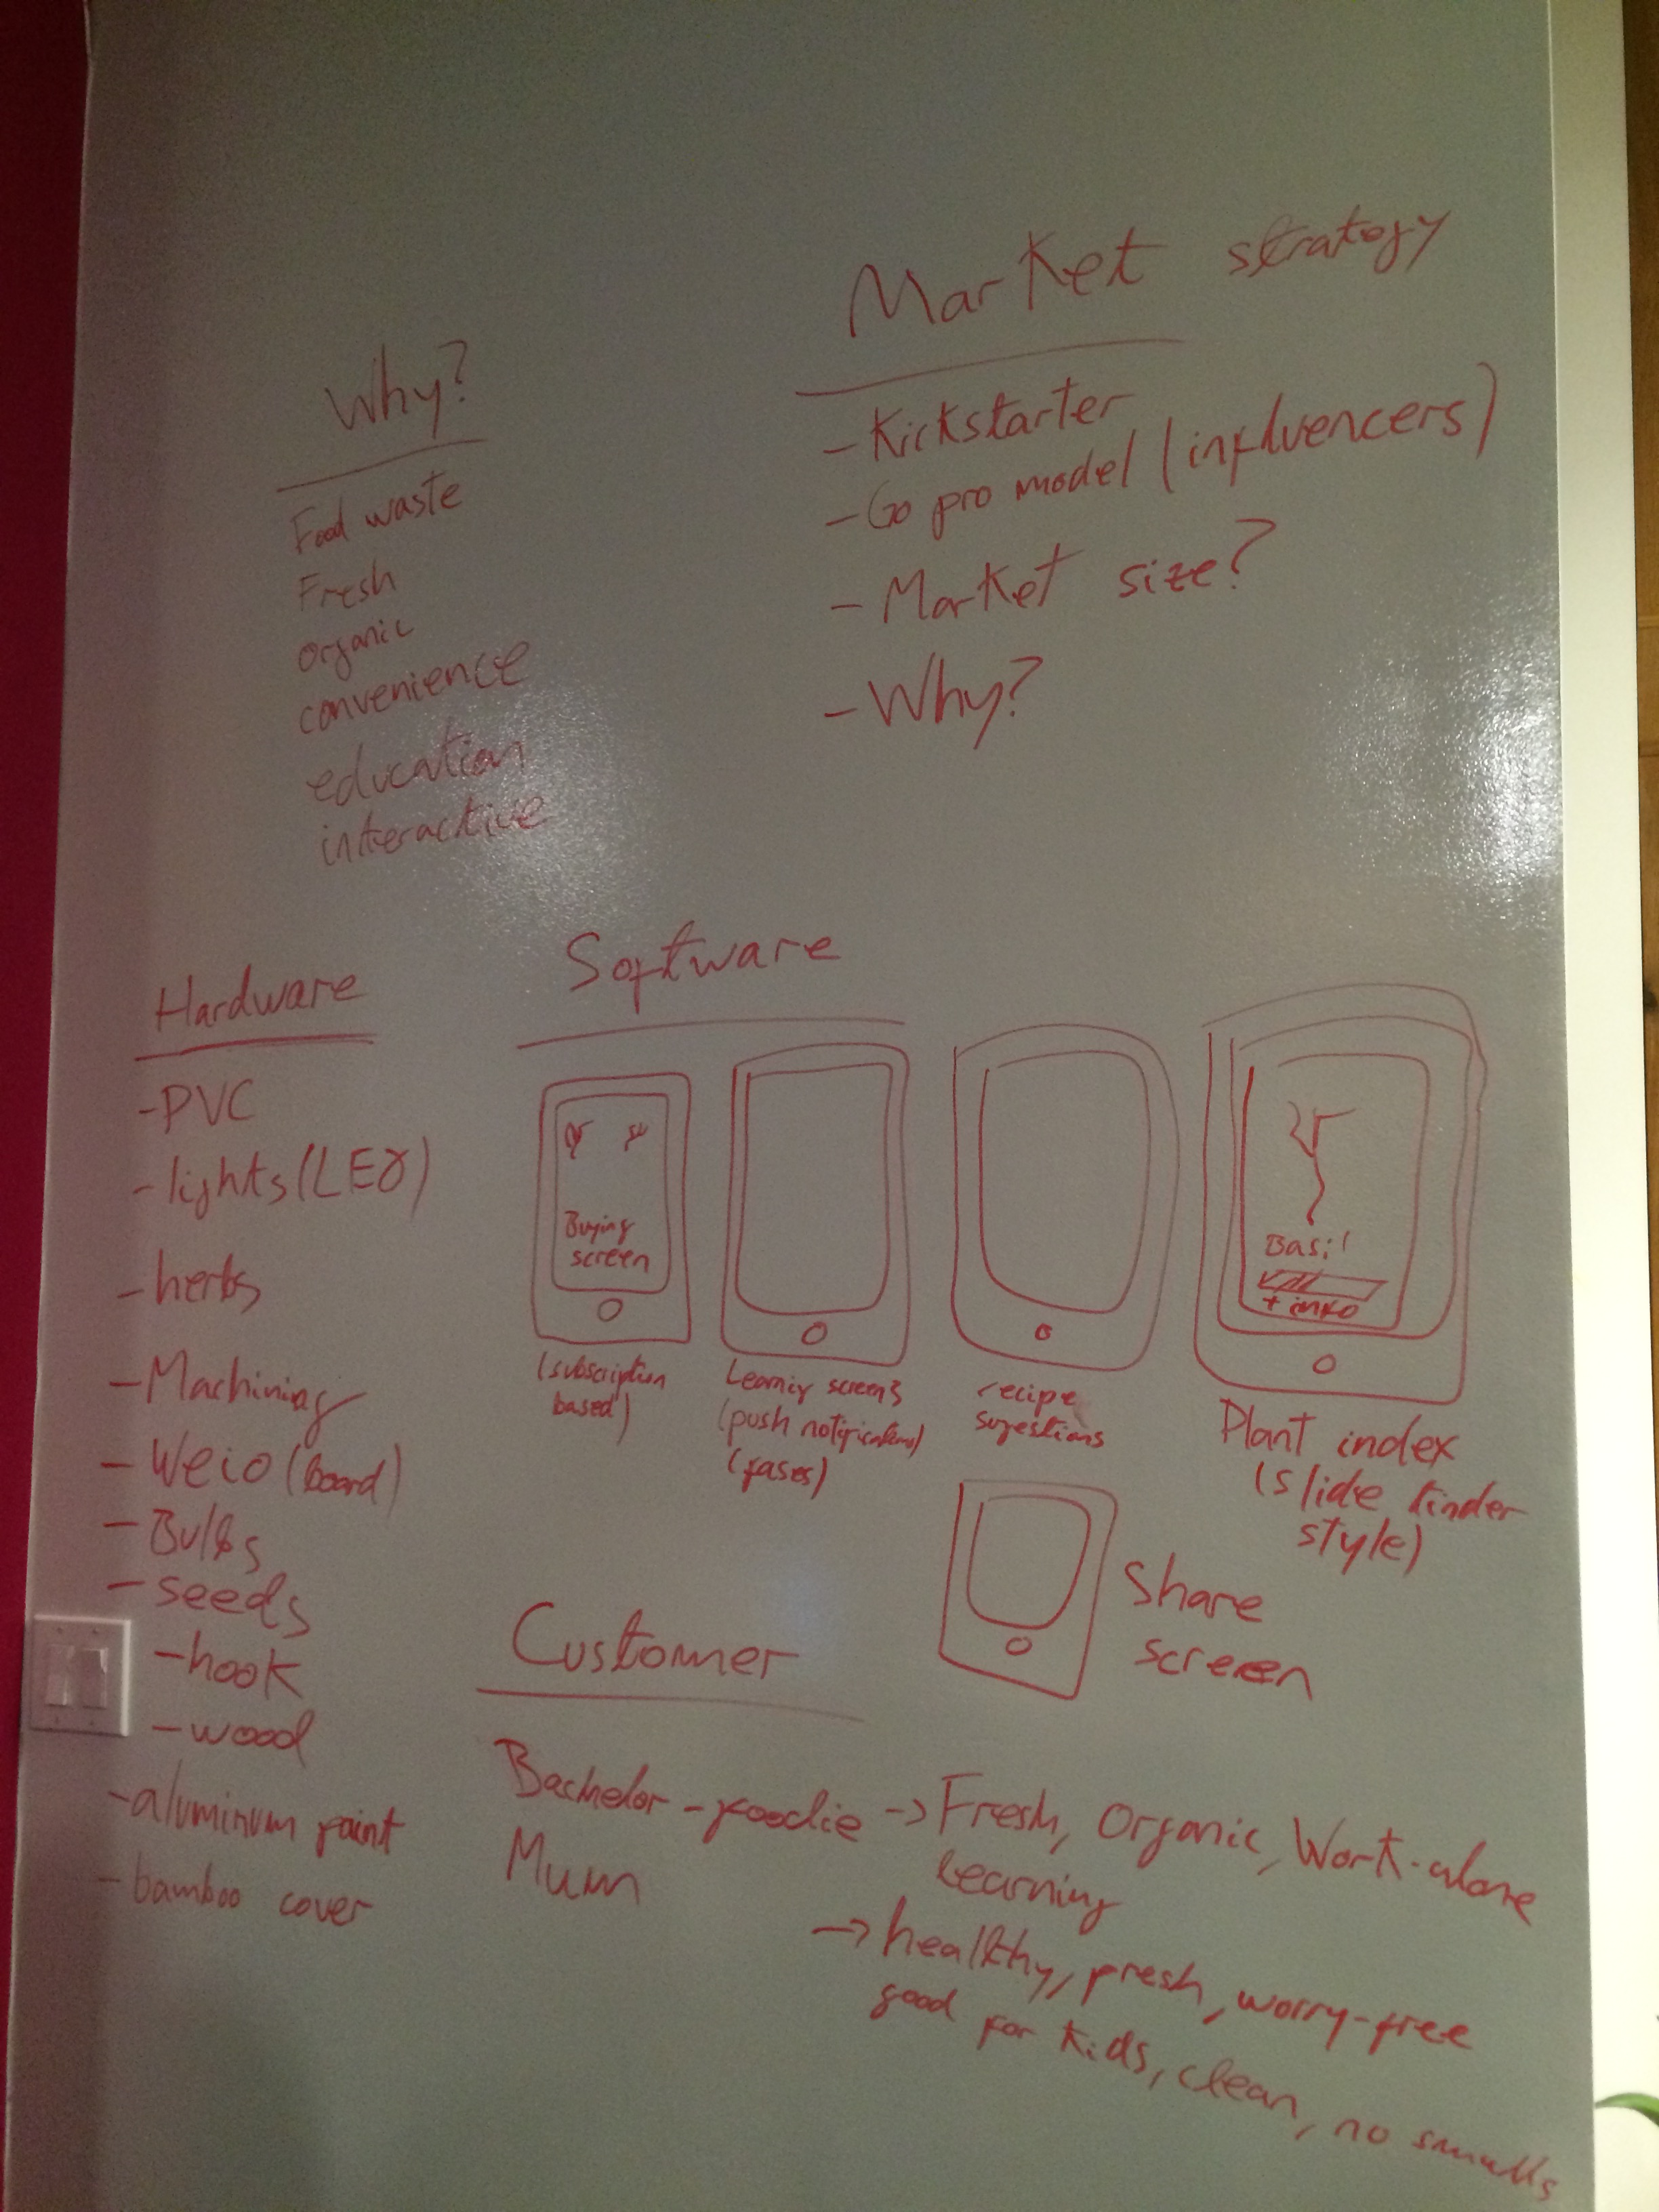 Why?
Food waste
Fresh
organic
convenience
education
interactive
Market strategy
- Kickstarter
- Go pro model (influencers)
- Market size?
- Why?
Hardware
- PVC
- lights (LED)
- herbs
- Machining
- Weio (board)
- Bulbs
- seeds
- hook
- wood
- aluminum paint
- bamboo cover
Software
Buying
screen
(subscription
based)
Learning screens
(push notifications)
(fases)
recipe
sugestions
Basil
+ info
Plant index
(slide tinder
style)
Share
screen
Customer
Bachelor - foodie -> Fresh, Organic, Work-alone
Learning
Mum
-> healthy, fresh, worry-free
good for kids, clean, no smells